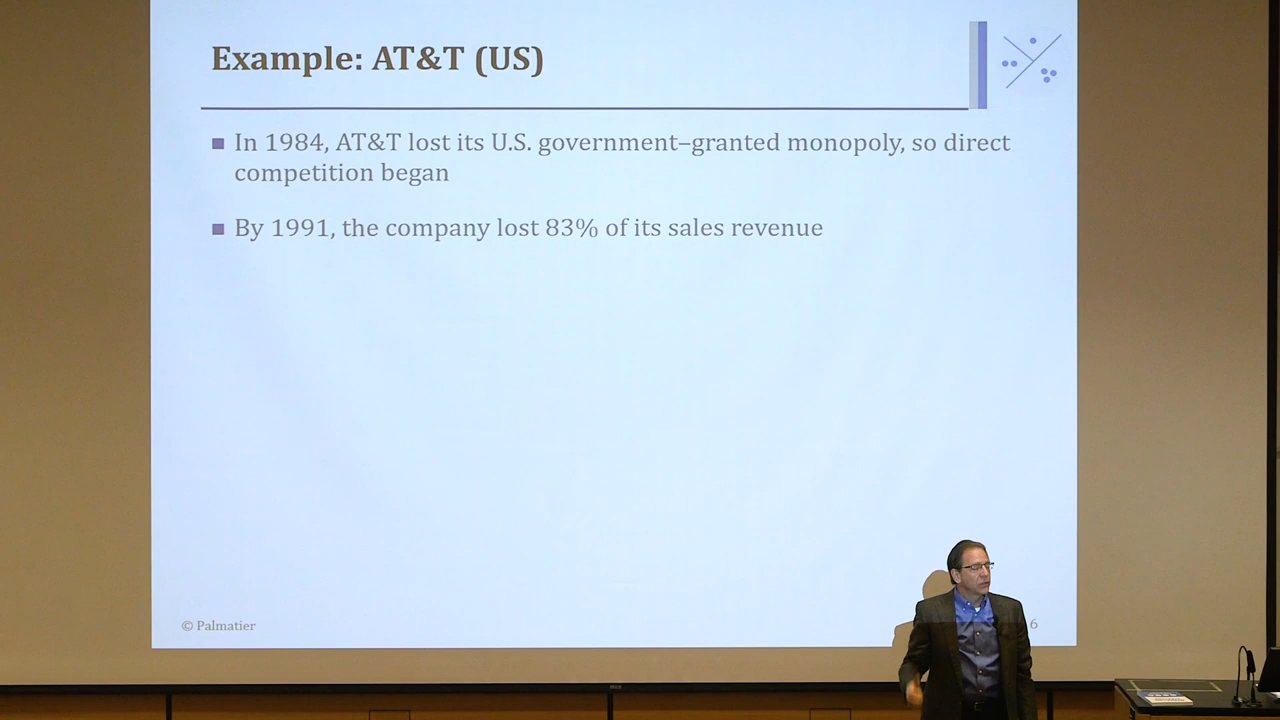 Example: AT&T (US)
In 1984, AT&T lost its U.S. government–granted monopoly, so direct
competition began
By 1991, the company lost 83% of its sales revenue
© Palmatier
6